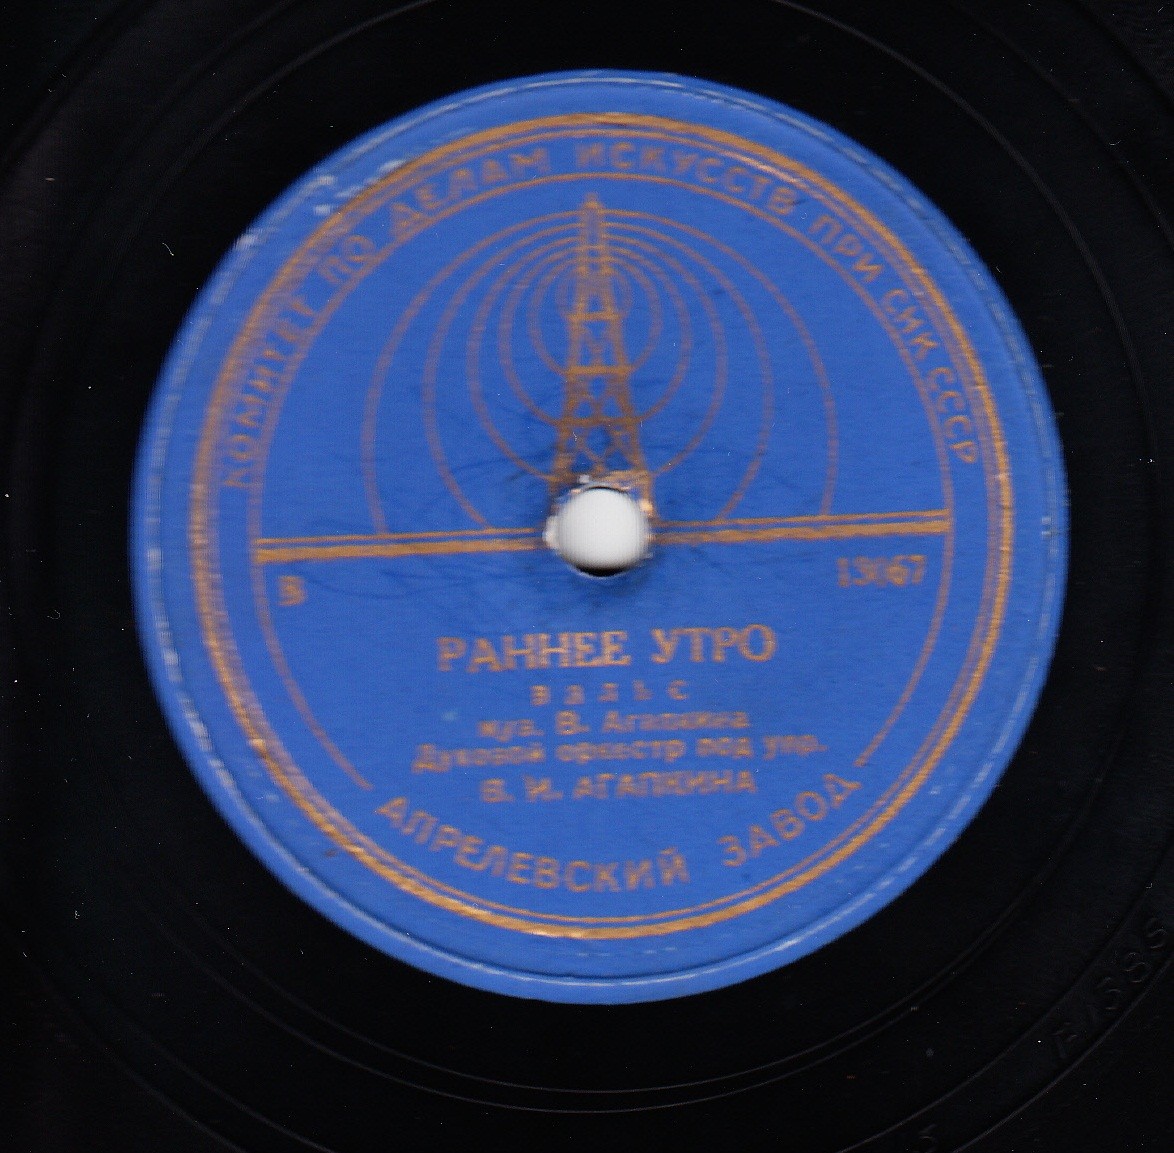 КОМИТЕТ ПО ДЕЛАМ ИСКУССТВ ПРИ СНК СССР
В 13067
РАННЕЕ УТРО
вальс
муз. В. Агапкина
Духовой оркестр под упр.
В. И. АГАПКИНА
АПРЕЛЕВСКИЙ ЗАВОД